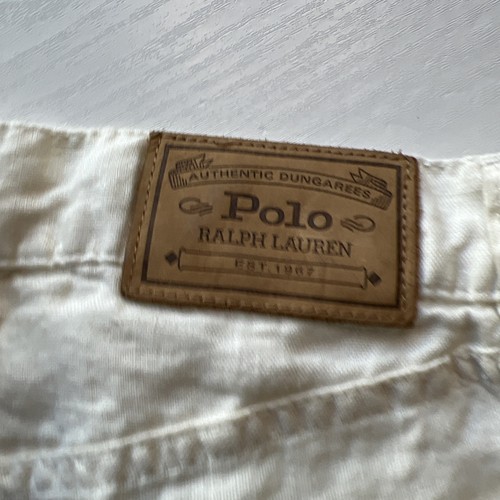 AUTHENTIC DUNGAREES
Polo
RALPH LAUREN
EST. 1967